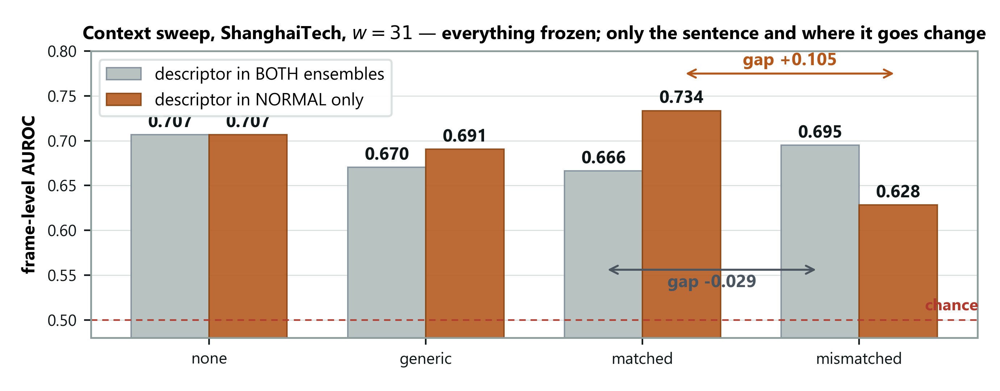 Context sweep, ShanghaiTech, w = 31 — everything frozen; only the sentence and where it goes change
frame-level AUROC
0.80
0.75
0.70
0.65
0.60
0.55
0.50
descriptor in BOTH ensembles
descriptor in NORMAL only
gap +0.105
0.707
0.707
0.670
0.691
0.666
0.734
0.695
0.628
gap -0.029
chance
none
generic
matched
mismatched